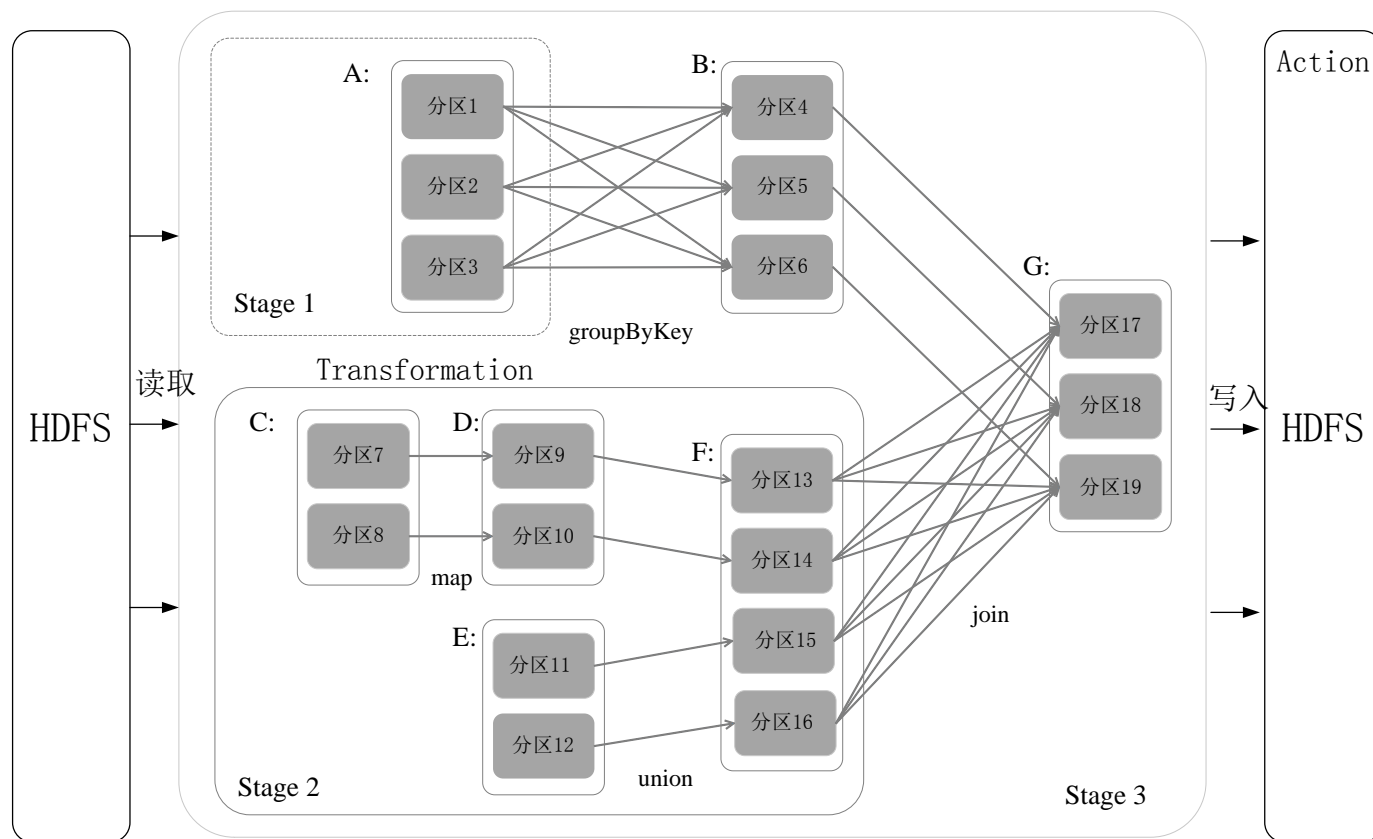 HDFS
读取
A:
分区1
分区2
分区3
Stage 1
groupByKey
B:
分区4
分区5
分区6
Transformation
C:
分区7
分区8
map
D:
分区9
分区10
E:
分区11
分区12
union
F:
分区13
分区14
分区15
分区16
Stage 2
join
G:
分区17
分区18
分区19
Stage 3
写入
Action
HDFS